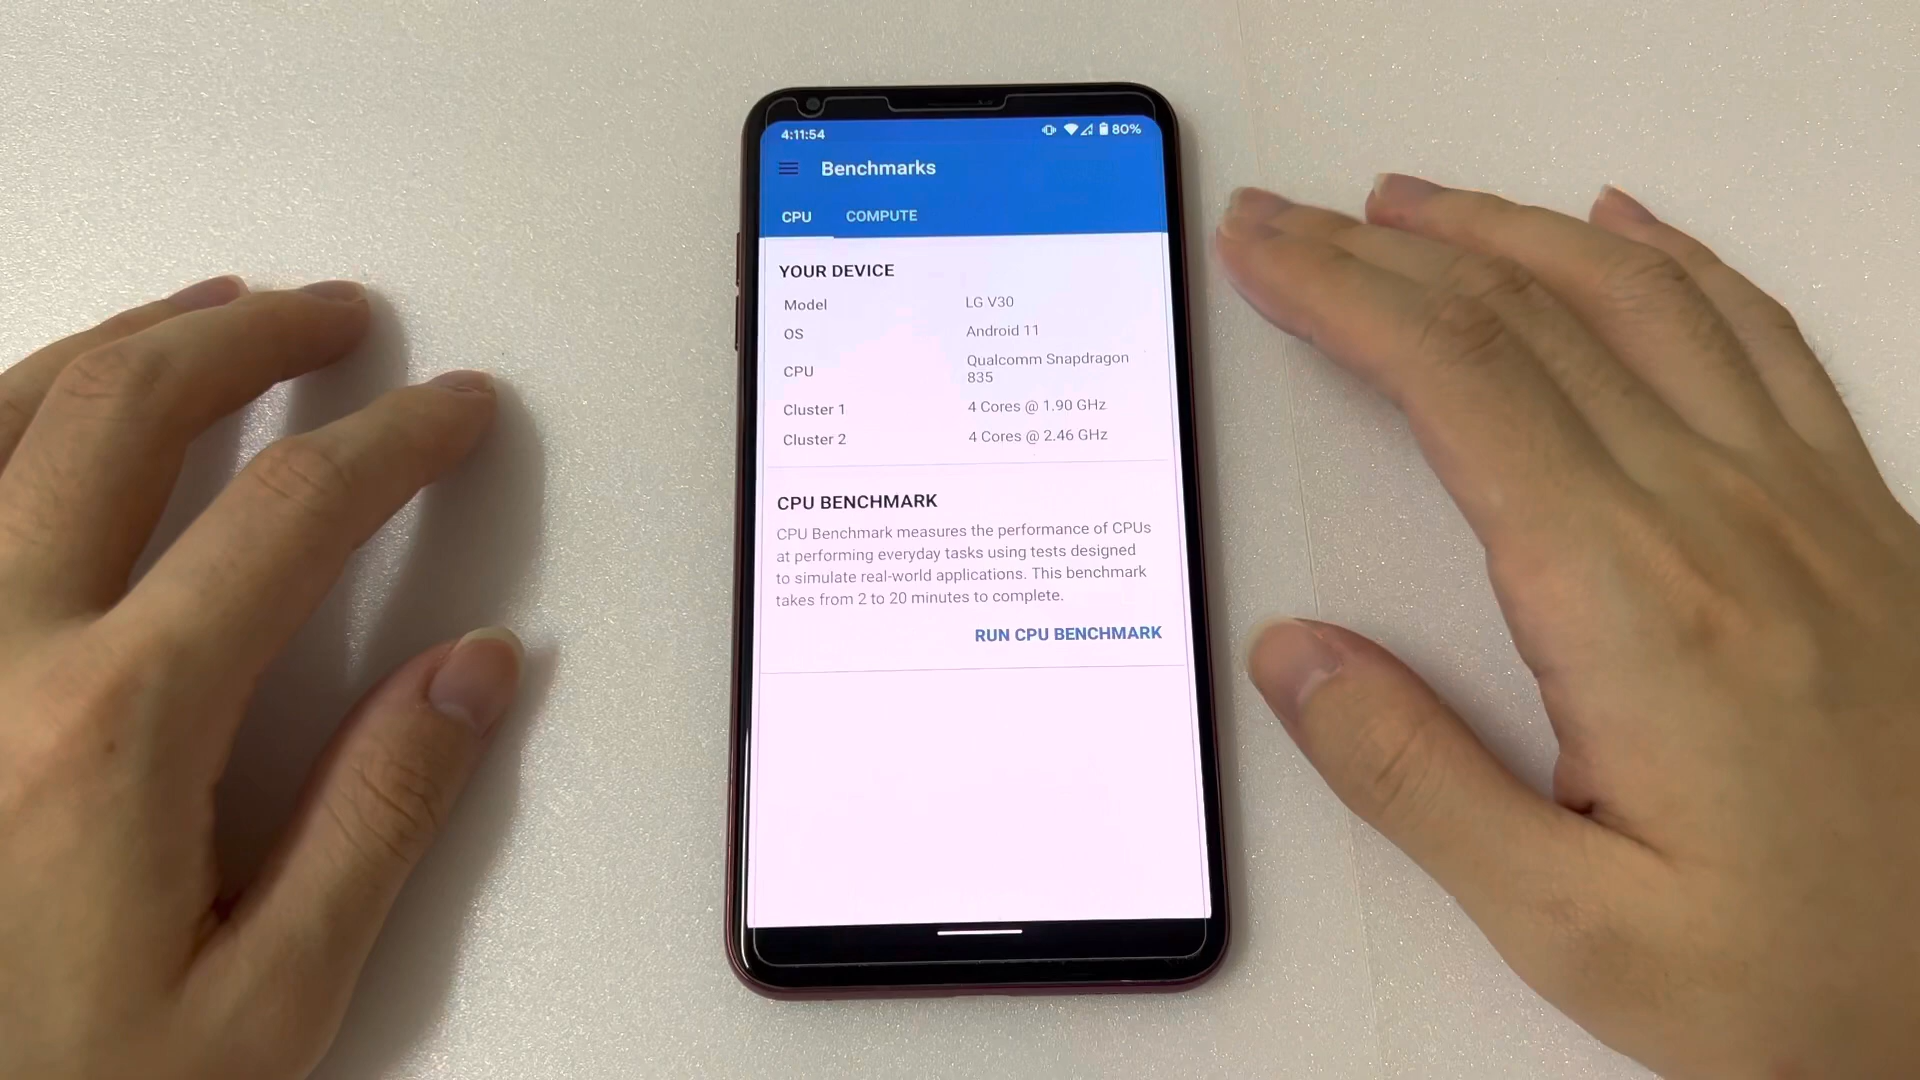 4:11:54 80%
Benchmarks
CPU COMPUTE
YOUR DEVICE
Model LG V30
OS Android 11
CPU Qualcomm Snapdragon 835
Cluster 1 4 Cores @ 1.90 GHz
Cluster 2 4 Cores @ 2.46 GHz
CPU BENCHMARK
CPU Benchmark measures the performance of CPUs
at performing everyday tasks using tests designed
to simulate real-world applications. This benchmark
takes from 2 to 20 minutes to complete.
RUN CPU BENCHMARK